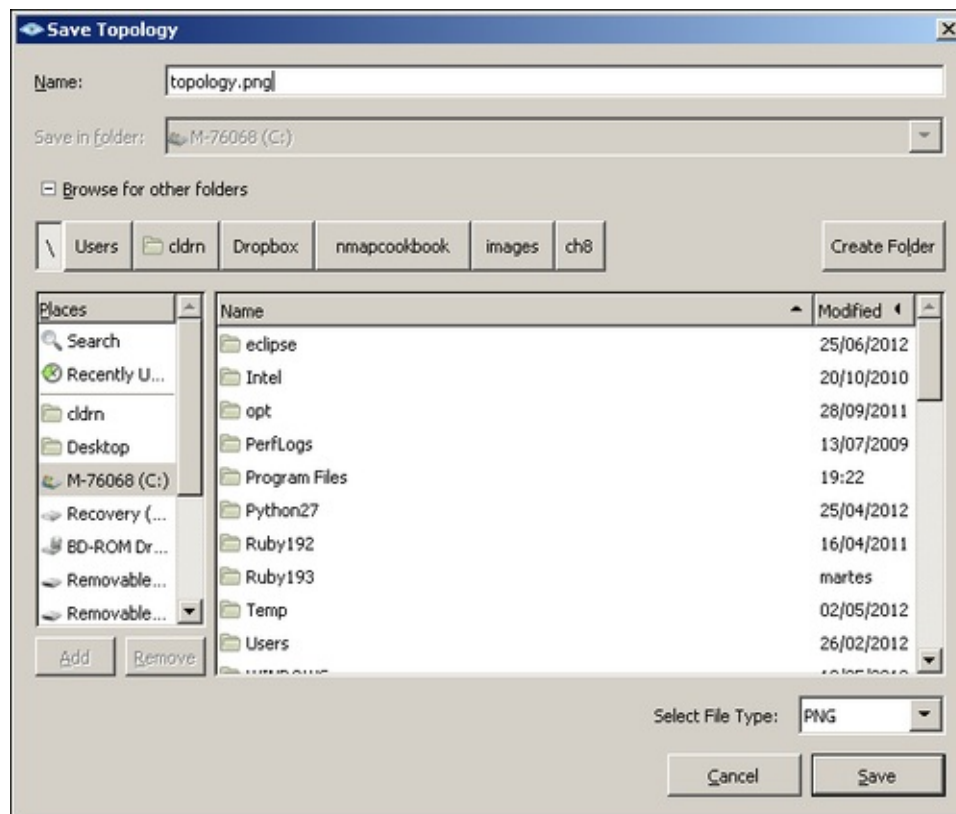 Save Topology
Name: topology.png
Save in folder: M-76068 (C:)
Browse for other folders
\ Users cldrn Dropbox nmapcookbook images ch8 Create Folder
Places Name Modified
Search eclipse 25/06/2012
Recently U... Intel 20/10/2010
cldrn opt 28/09/2011
Desktop PerfLogs 13/07/2009
M-76068 (C:) Program Files 19:22
Recovery (... Python27 25/04/2012
BD-ROM Dr... Ruby192 16/04/2011
Removable... Ruby193 martes
Removable... Temp 02/05/2012
Users 26/02/2012
Add Remove
Select File Type: PNG
Cancel Save